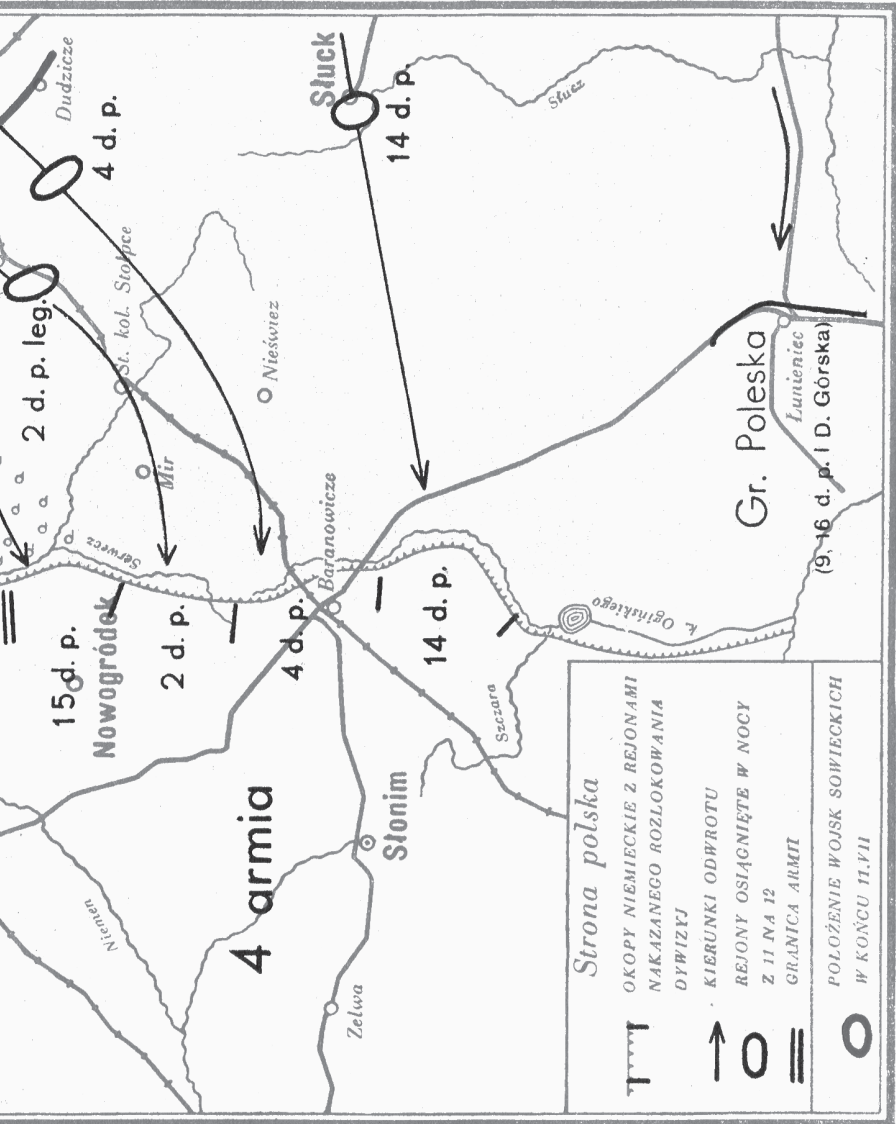 Dudzicze
4 d. p.
Słuck
14 d. p.
Słucz
2 d. p. leg.
St. kol. Stołpce
Nieśwież
Mir
Serwecz
Baranowicze
15 d. p.
Nowogródek
2 d. p.
4 d. p.
14 d. p.
k. Ogińskiego
Szczara
Gr. Poleska
Łuniniec
(9, 16 d. p. i D. Górska)
4 armia
Słonim
Niemen
Zelwa
Strona polska
OKOPY NIEMIECKIE Z REJONAMI
NAKAZANEGO ROZLOKOWANIA
DYWIZYJ
KIERUNKI ODWROTU
REJONY OSIĄGNIĘTE W NOCY
Z 11 NA 12
GRANICA ARMII
POŁOŻENIE WOJSK SOWIECKICH
W KOŃCU 11.VII